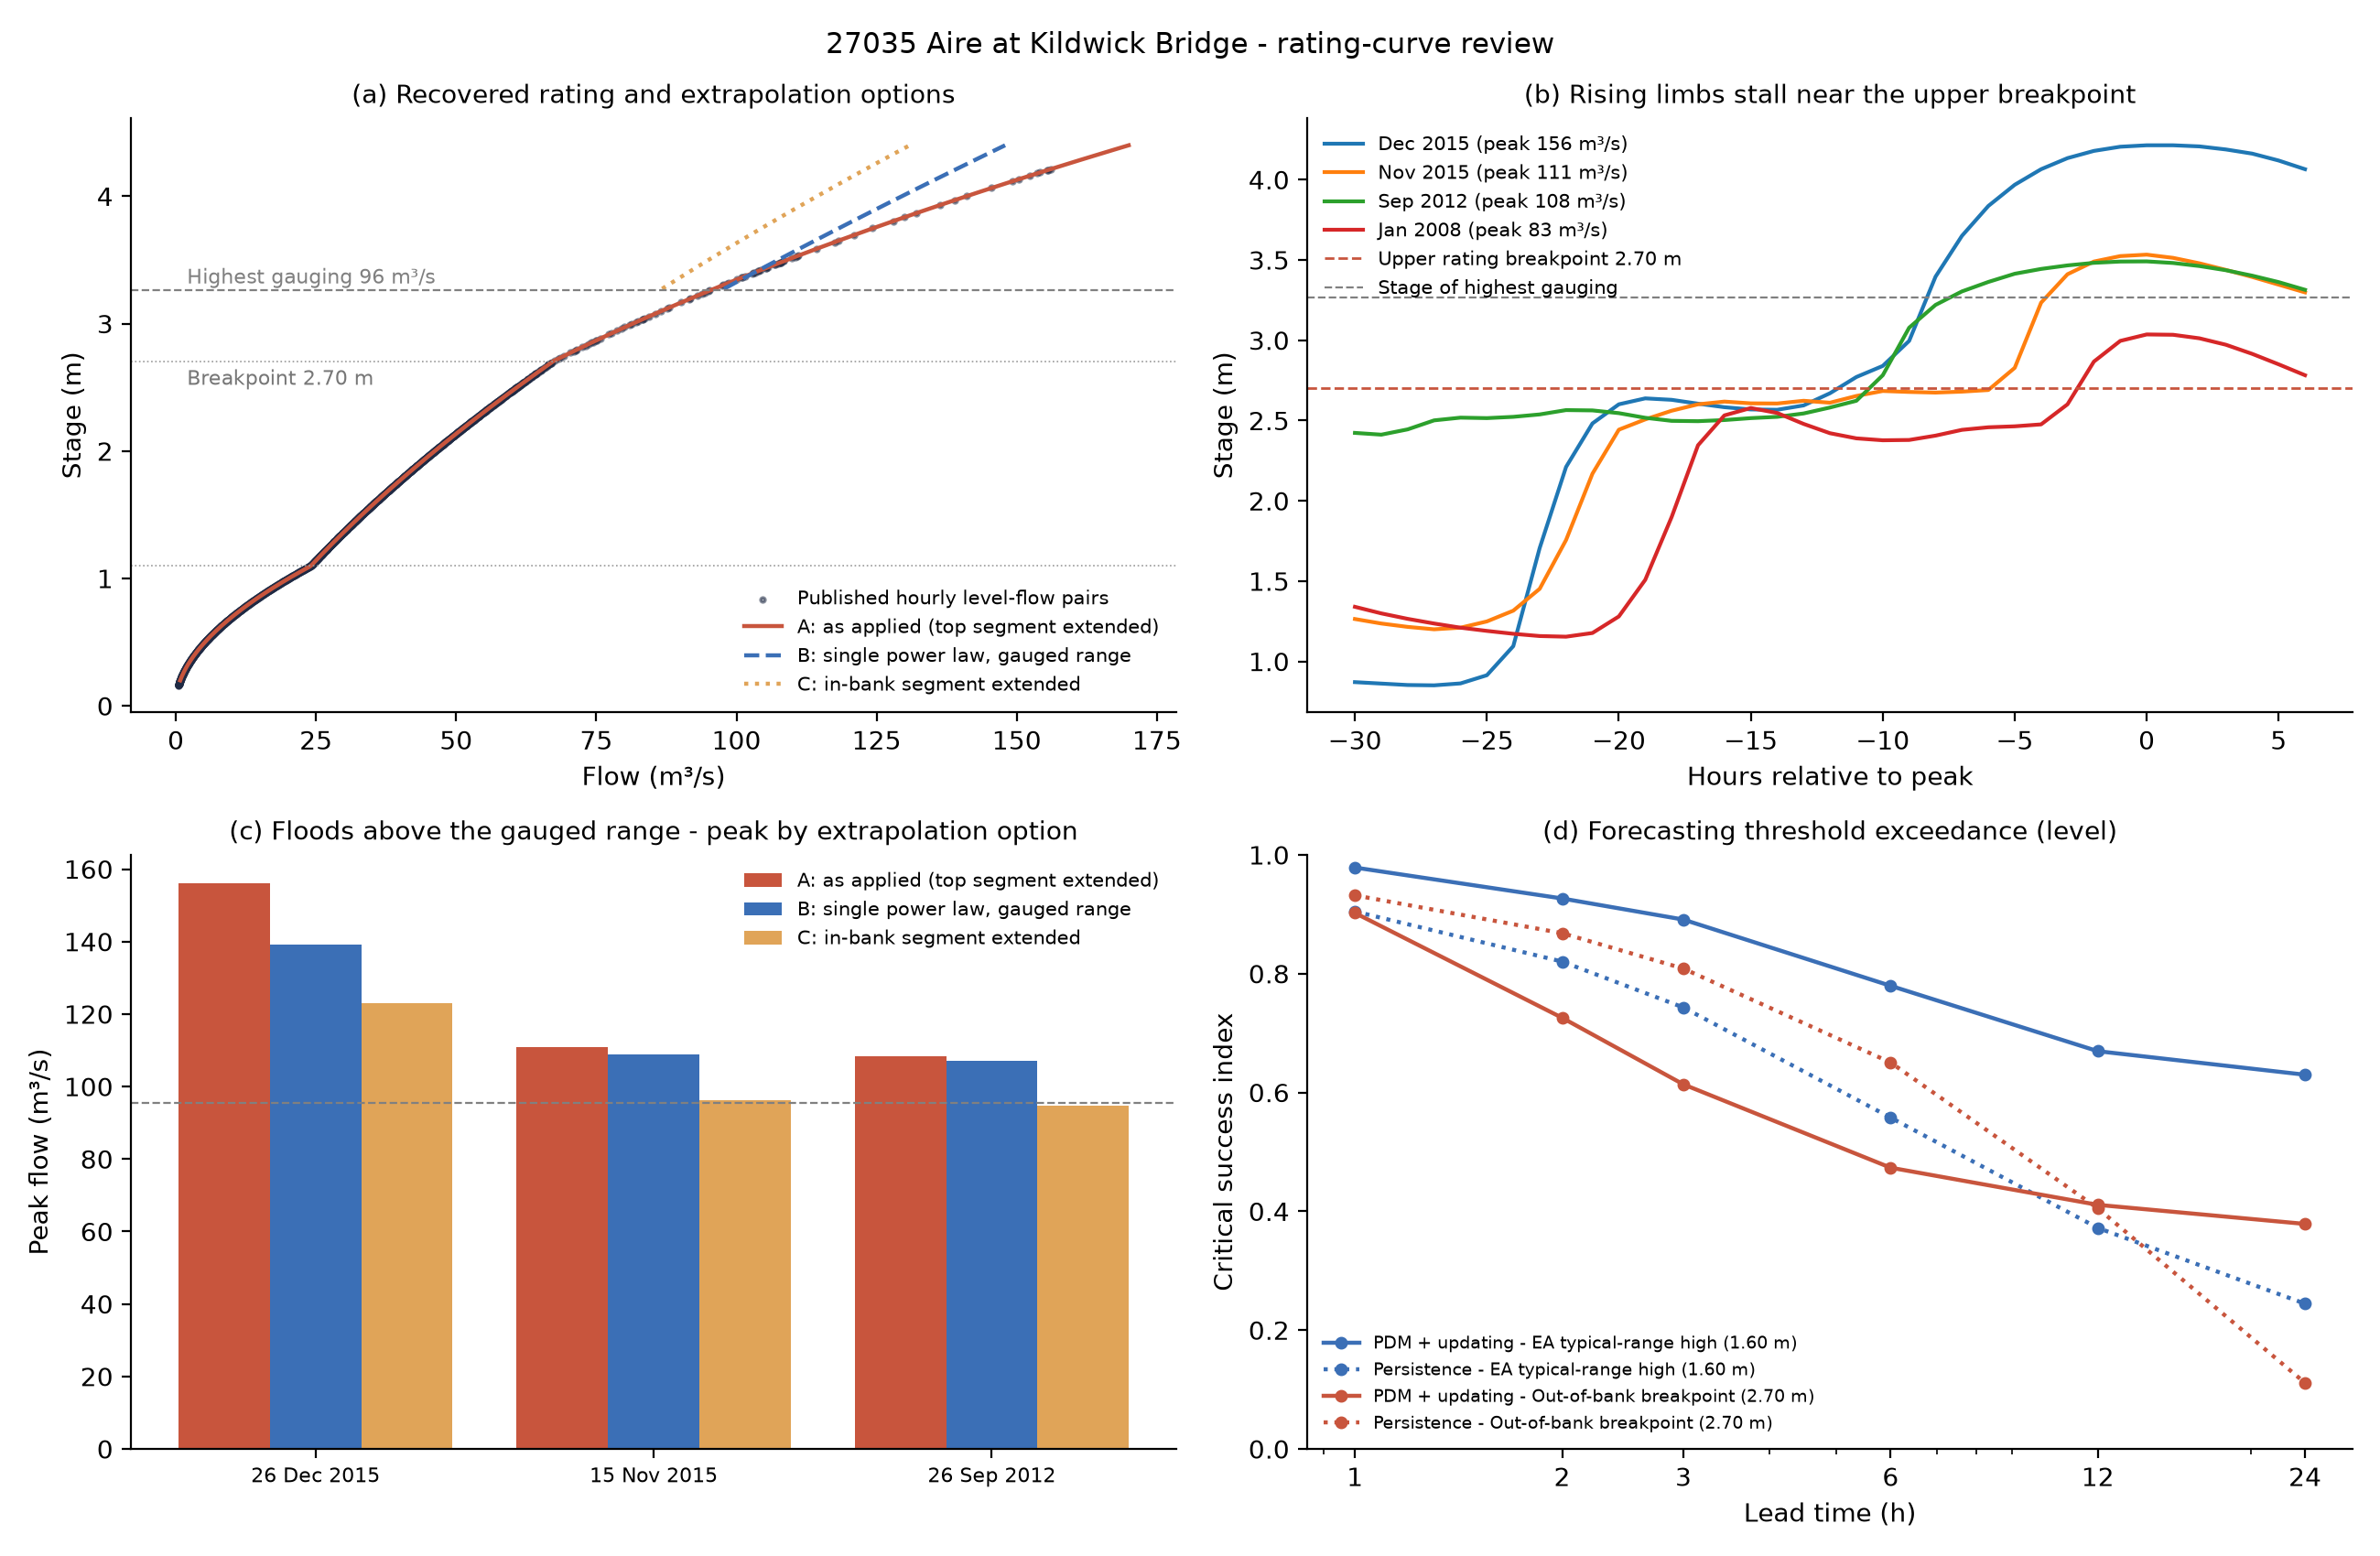 27035 Aire at Kildwick Bridge - rating-curve review
(a) Recovered rating and extrapolation options
Stage (m)
4
3
2
1
0
Highest gauging 96 m³/s
Breakpoint 2.70 m
Published hourly level-flow pairs
A: as applied (top segment extended)
B: single power law, gauged range
C: in-bank segment extended
0 25 50 75 100 125 150 175
Flow (m³/s)
(b) Rising limbs stall near the upper breakpoint
Stage (m)
4.0
3.5
3.0
2.5
2.0
1.5
1.0
Dec 2015 (peak 156 m³/s)
Nov 2015 (peak 111 m³/s)
Sep 2012 (peak 108 m³/s)
Jan 2008 (peak 83 m³/s)
Upper rating breakpoint 2.70 m
Stage of highest gauging
−30 −25 −20 −15 −10 −5 0 5
Hours relative to peak
(c) Floods above the gauged range - peak by extrapolation option
Peak flow (m³/s)
160
140
120
100
80
60
40
20
0
A: as applied (top segment extended)
B: single power law, gauged range
C: in-bank segment extended
26 Dec 2015 15 Nov 2015 26 Sep 2012
(d) Forecasting threshold exceedance (level)
Critical success index
1.0
0.8
0.6
0.4
0.2
0.0
PDM + updating - EA typical-range high (1.60 m)
Persistence - EA typical-range high (1.60 m)
PDM + updating - Out-of-bank breakpoint (2.70 m)
Persistence - Out-of-bank breakpoint (2.70 m)
1 2 3 6 12 24
Lead time (h)